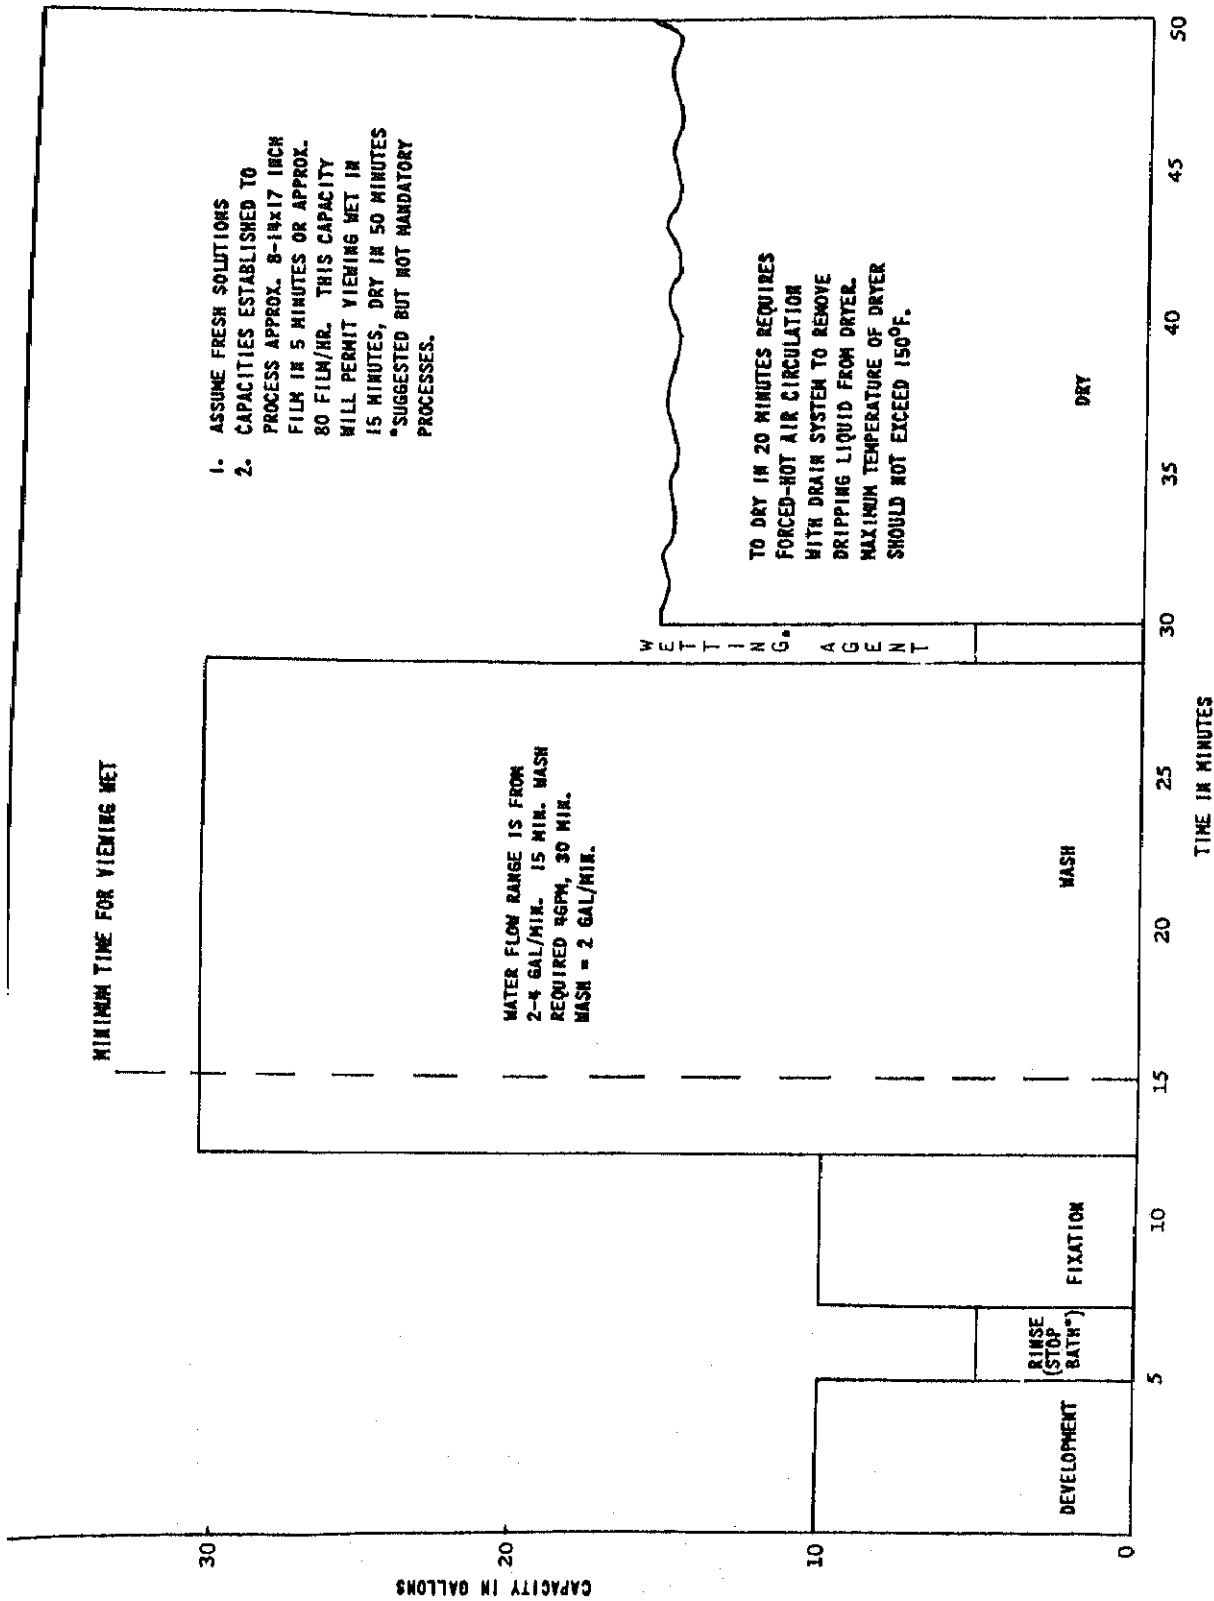 MINIMUM TIME FOR VIEWING WET
1. ASSUME FRESH SOLUTIONS
2. CAPACITIES ESTABLISHED TO
PROCESS APPROX. 8-14x17 INCH
FILM IN 5 MINUTES OR APPROX.
80 FILM/HR. THIS CAPACITY
WILL PERMIT VIEWING WET IN
15 MINUTES, DRY IN 50 MINUTES
*SUGGESTED BUT NOT MANDATORY
PROCESSES.
WATER FLOW RANGE IS FROM
2-4 GAL/MIN. 15 MIN. WASH
REQUIRED 4GPM, 30 MIN.
WASH = 2 GAL/MIN.
WETTING* AGENT
TO DRY IN 20 MINUTES REQUIRES
FORCED-HOT AIR CIRCULATION
WITH DRAIN SYSTEM TO REMOVE
DRIPPING LIQUID FROM DRYER.
MAXIMUM TEMPERATURE OF DRYER
SHOULD NOT EXCEED 150°F.
CAPACITY IN GALLONS
30
20
10
0
DEVELOPMENT
RINSE
(STOP
BATH*)
FIXATION
WASH
DRY
5
10
15
20
25
30
35
40
45
50
TIME IN MINUTES